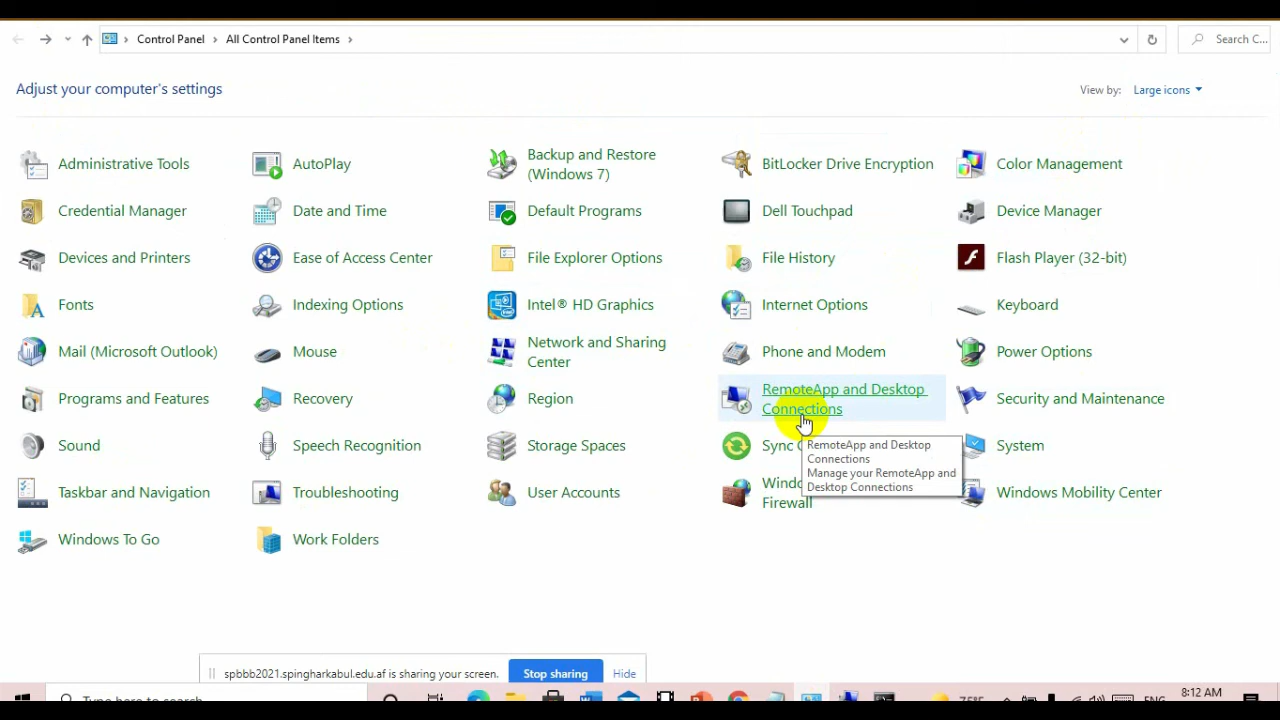 Control Panel > All Control Panel Items >
Search C...
Adjust your computer's settings
View by: Large icons
Administrative Tools
AutoPlay
Backup and Restore
(Windows 7)
BitLocker Drive Encryption
Color Management
Credential Manager
Date and Time
Default Programs
Dell Touchpad
Device Manager
Devices and Printers
Ease of Access Center
File Explorer Options
File History
Flash Player (32-bit)
Fonts
Indexing Options
Intel® HD Graphics
Internet Options
Keyboard
Mail (Microsoft Outlook)
Mouse
Network and Sharing
Center
Phone and Modem
Power Options
Programs and Features
Recovery
Region
RemoteApp and Desktop
Connections
Security and Maintenance
Sound
Speech Recognition
Storage Spaces
Sync
System
RemoteApp and Desktop
Connections
Manage your RemoteApp and
Desktop Connections
Taskbar and Navigation
Troubleshooting
User Accounts
Firewall
Windows Mobility Center
Windows To Go
Work Folders
spbbb2021.spingharkabul.edu.af is sharing your screen.
Stop sharing
Hide
Type here to search
ENG
8:12 AM